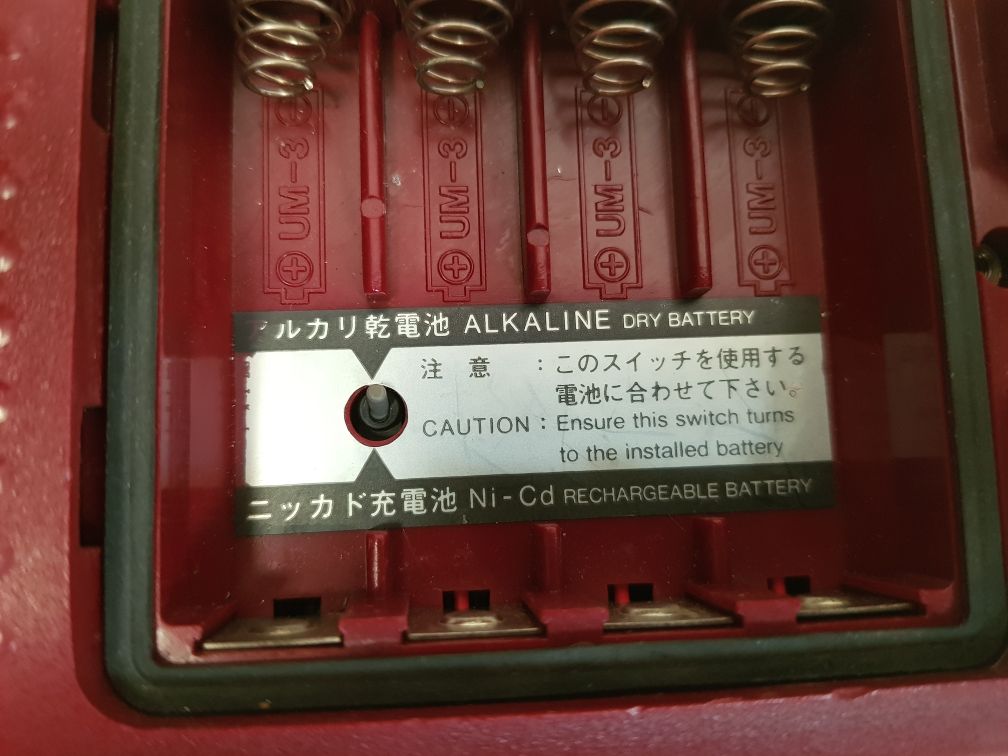 UM-3
UM-3
UM-3
UM-3
アルカリ乾電池 ALKALINE DRY BATTERY
注 意 : このスイッチを使用する
電池に合わせて下さい。
CAUTION : Ensure this switch turns
to the installed battery
ニッカド充電池 Ni-Cd RECHARGEABLE BATTERY